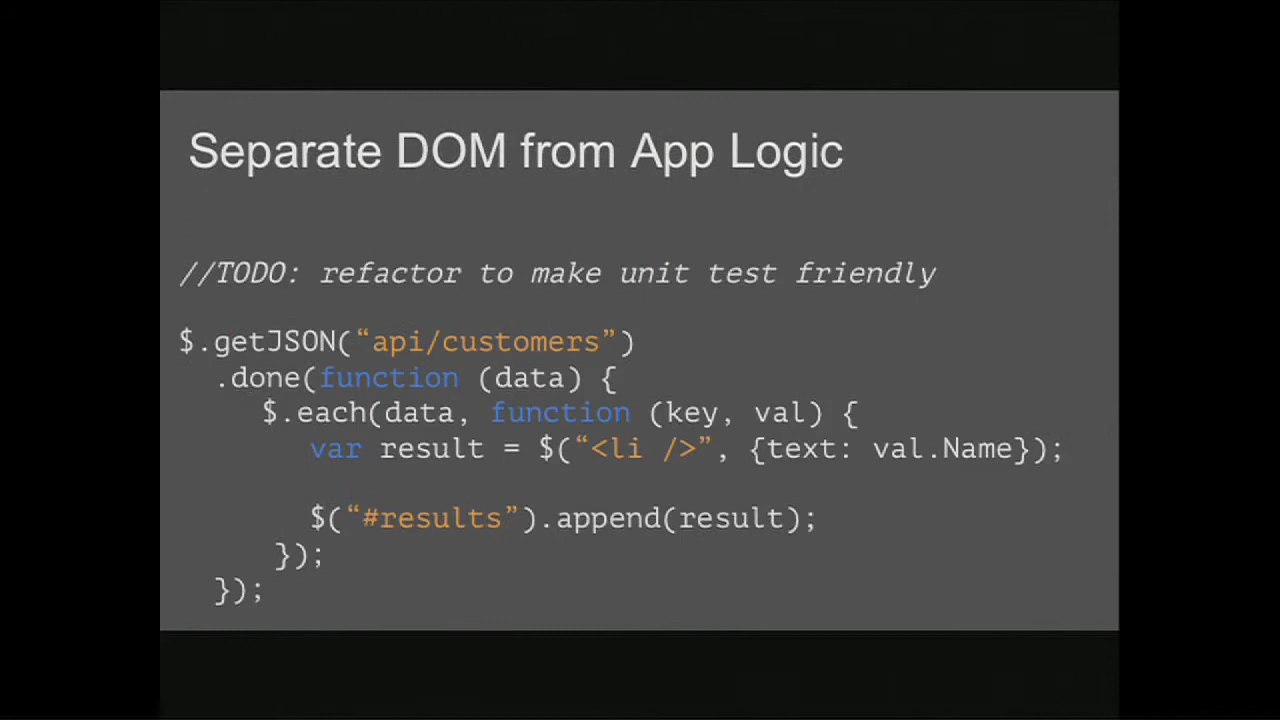 Separate DOM from App Logic
//TODO: refactor to make unit test friendly
$.getJSON(“api/customers”)
.done(function (data) {
$.each(data, function (key, val) {
var result = $(“<li />”, {text: val.Name});
$(“#results”).append(result);
});
});